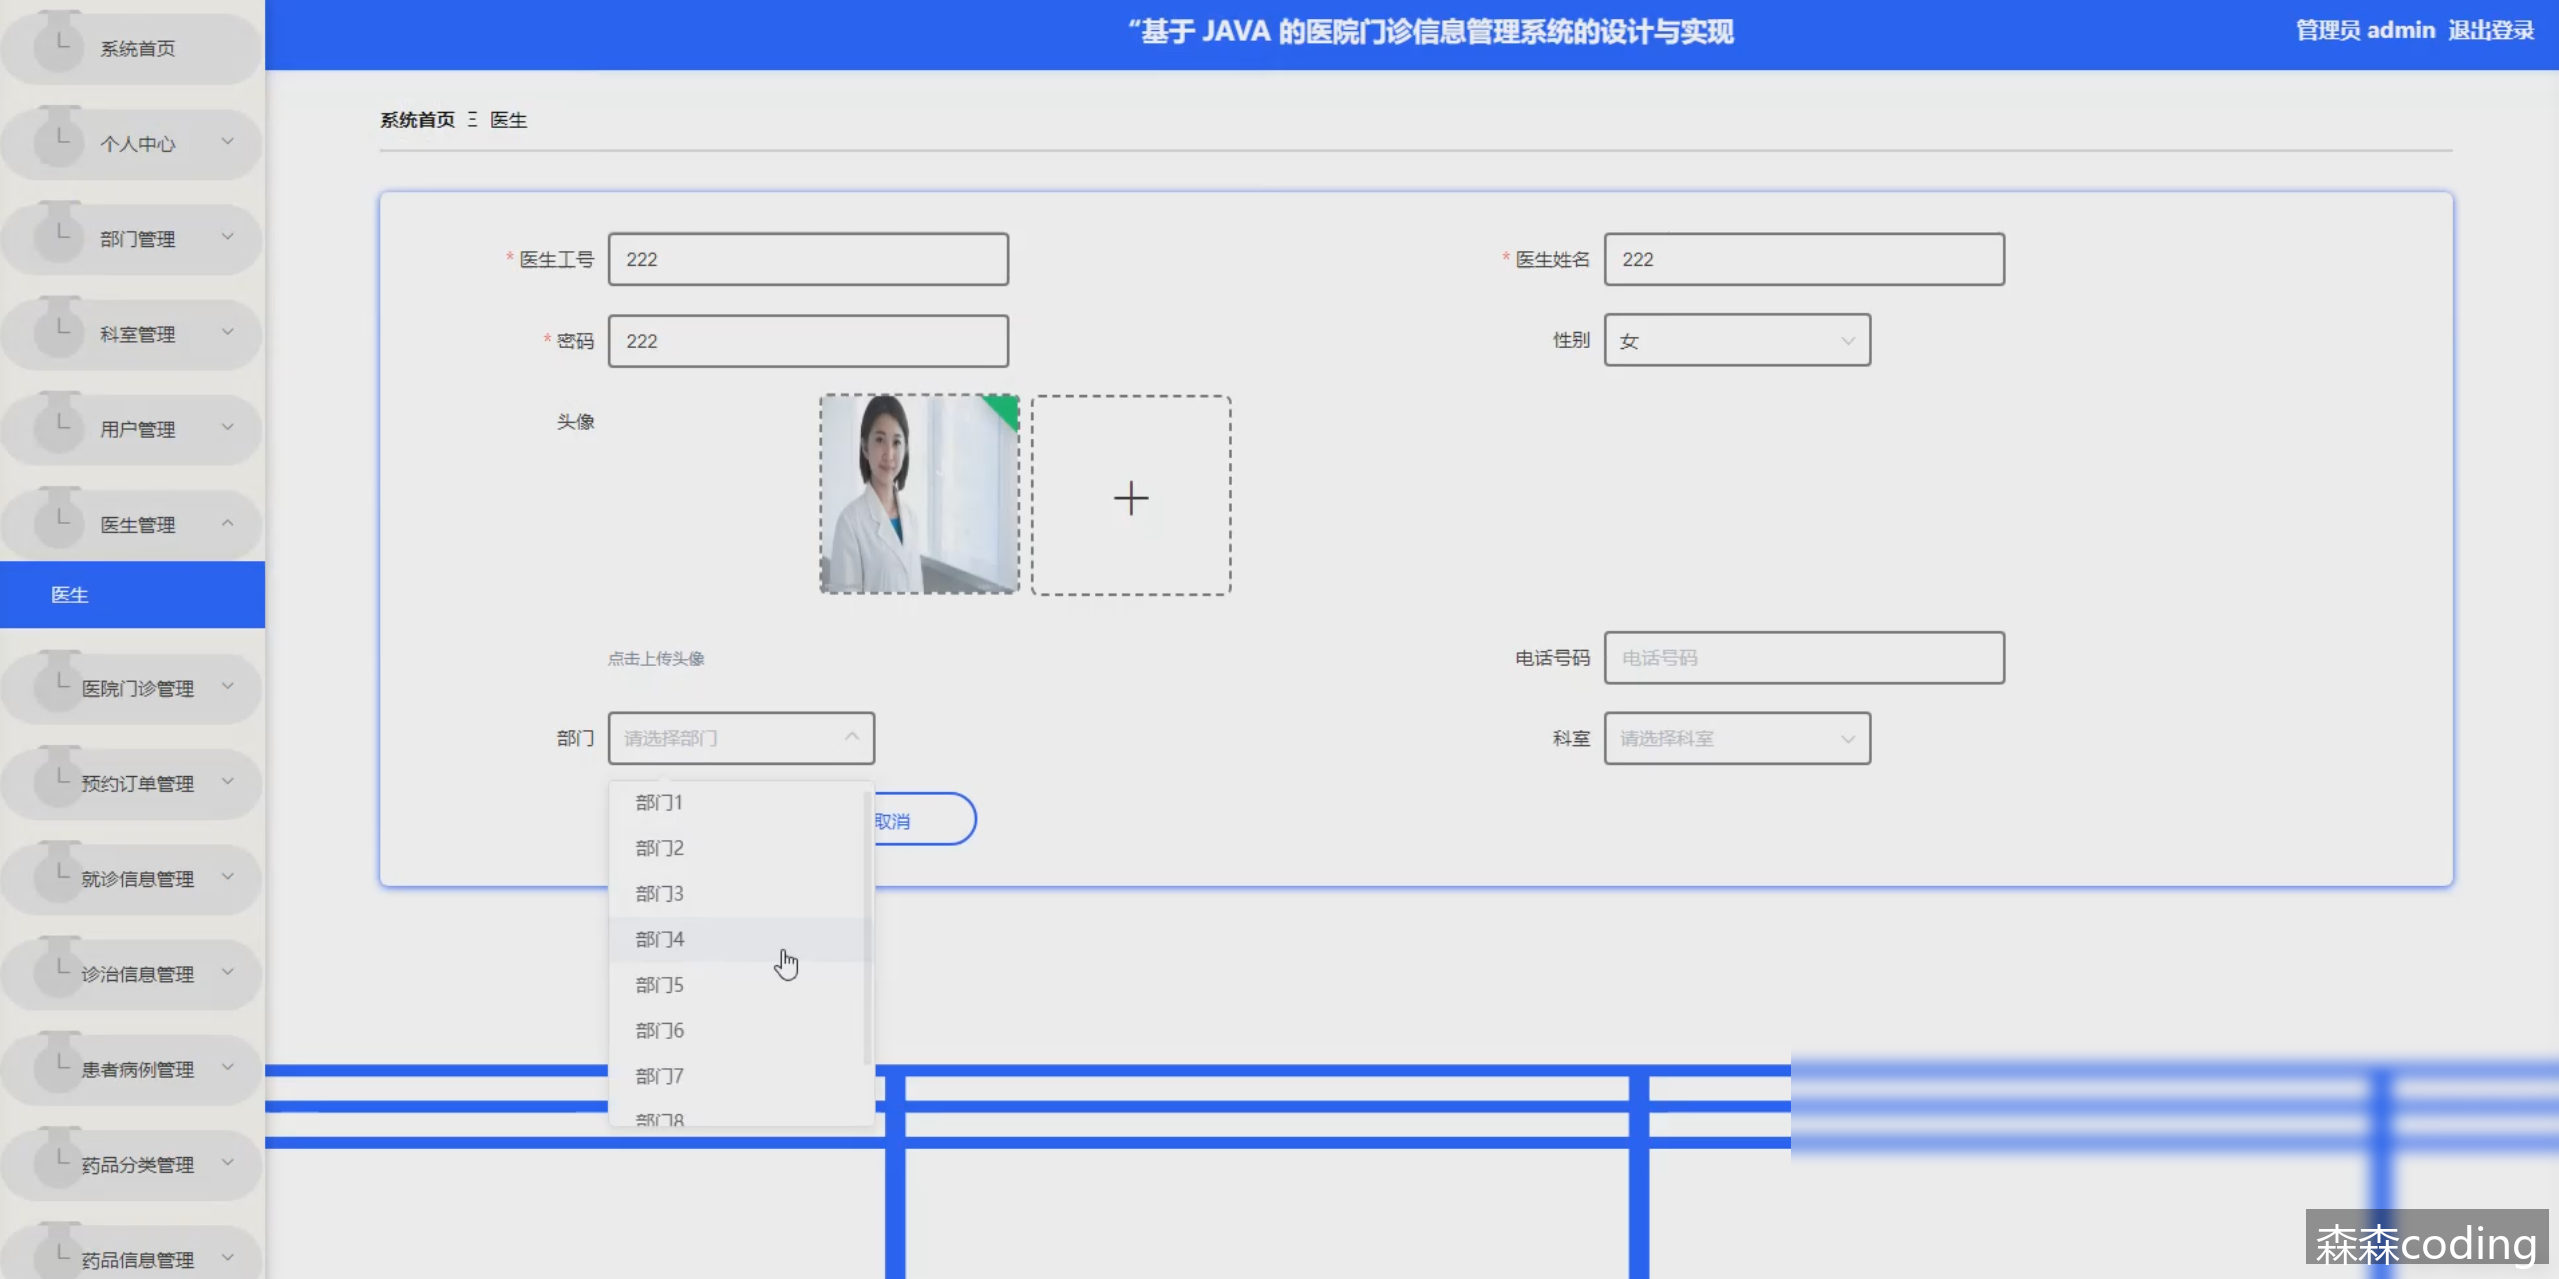 “基于 JAVA 的医院门诊信息管理系统的设计与实现
管理员 admin 退出登录
系统首页
个人中心
部门管理
科室管理
用户管理
医生管理
医生
医院门诊管理
预约订单管理
就诊信息管理
诊治信息管理
患者病例管理
药品分类管理
药品信息管理
系统首页 Ξ 医生
* 医生工号 222
* 医生姓名 222
* 密码 222
性别 女
头像
点击上传头像
电话号码 电话号码
部门 请选择部门
科室 请选择科室
取消
部门1
部门2
部门3
部门4
部门5
部门6
部门7
部门8
森森coding